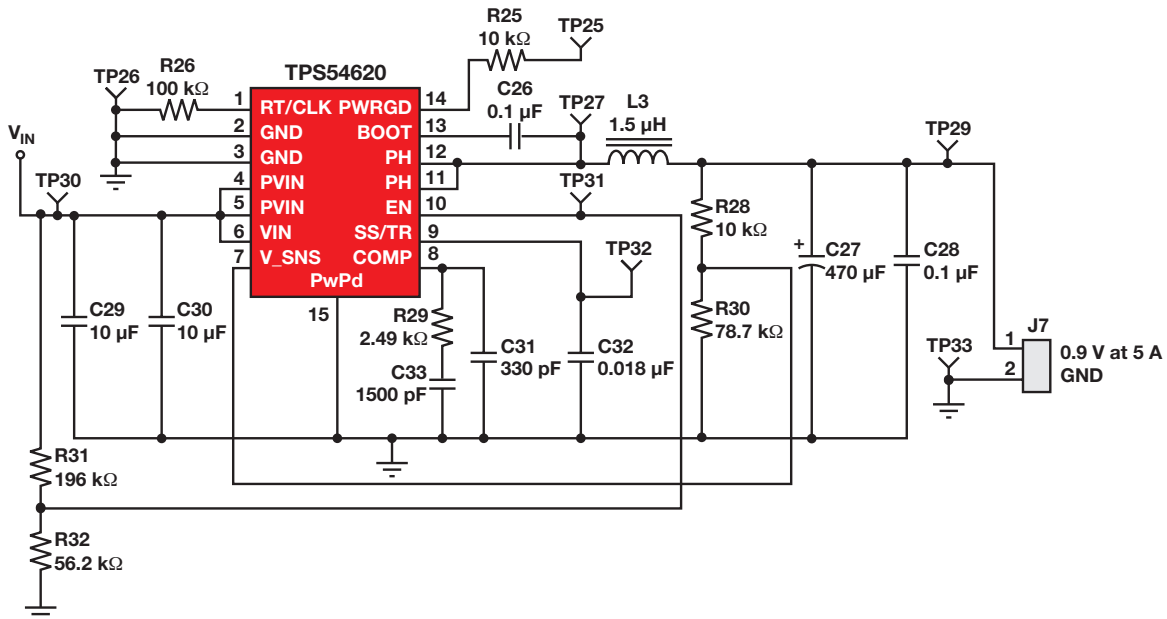 R25
10 kΩ
TP25
TP26
R26
100 kΩ
TPS54620
C26
0.1 µF
TP27
L3
1.5 µH
TP29
1 RT/CLK PWRGD 14
2 GND BOOT 13
3 GND PH 12
4 PVIN PH 11
5 PVIN EN 10
6 VIN SS/TR 9
7 V_SNS COMP 8
PwPd
15
VIN
TP30
TP31
TP32
R28
10 kΩ
+
C27
470 µF
C28
0.1 µF
C29
10 µF
C30
10 µF
R29
2.49 kΩ
C33
1500 pF
C31
330 pF
C32
0.018 µF
R30
78.7 kΩ
J7
1
2
0.9 V at 5 A
GND
TP33
R31
196 kΩ
R32
56.2 kΩ